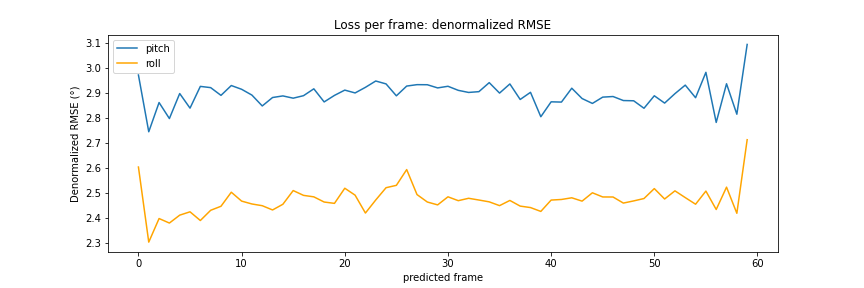 Loss per frame: denormalized RMSE
pitch
roll
Denormalized RMSE (°)
3.1
3.0
2.9
2.8
2.7
2.6
2.5
2.4
2.3
0 10 20 30 40 50 60
predicted frame